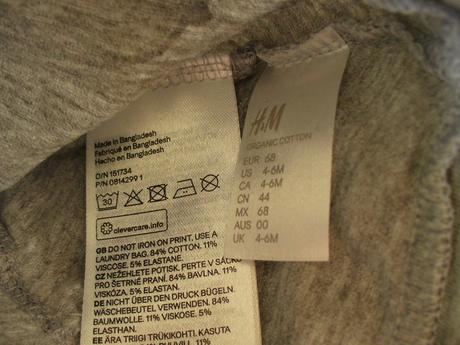 Made in Bangladesh
Fabriqué en Bangladesh
Hecho en Bangladesh
O/N 151734
P/N 0814299 1
30
clevercare.info
GB DO NOT IRON ON PRINT. USE A
LAUNDRY BAG. 84% COTTON. 11%
VISCOSE. 5% ELASTANE.
CZ NEŽEHLETE POTISK. PERTE V SÁČKU
PRO ŠETRNÉ PRANÍ. 84% BAVLNA. 11%
VISKÓZA. 5% ELASTAN.
DE NICHT ÜBER DEN DRUCK BÜGELN.
WÄSCHEBEUTEL VERWENDEN. 84%
BAUMWOLLE. 11% VISKOSE. 5%
ELASTHAN.
EE ÄRA TRIIGI TRÜKIKOHTI. KASUTA
H&M
ORGANIC COTTON
EUR 68
US 4-6M
CA 4-6M
CN 44
MX 68
AUS 00
UK 4-6M